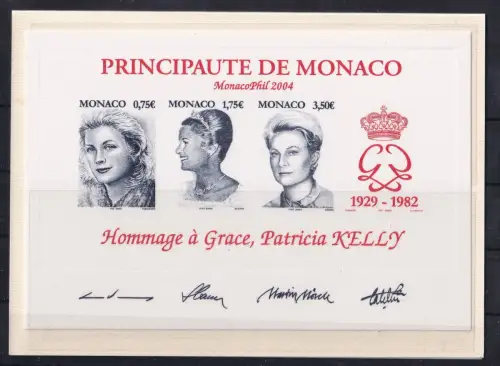 PRINCIPAUTE DE MONACO
MonacoPhil 2004
MONACO 0,75€ MONACO 1,75€ MONACO 3,50€
1929 - 1982
Hommage à Grace, Patricia KELLY